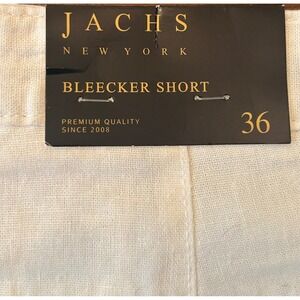 JACHS
NEW YORK
BLEECKER SHORT
PREMIUM QUALITY
SINCE 2008
36